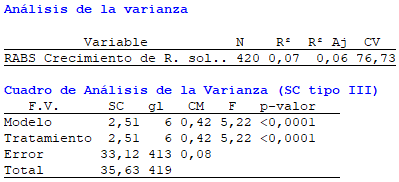 Análisis de la varianza
Variable N R² R² Aj CV
RABS Crecimiento de R. sol.. 420 0,07 0,06 76,73
Cuadro de Análisis de la Varianza (SC tipo III)
F.V. SC gl CM F p-valor
Modelo 2,51 6 0,42 5,22 <0,0001
Tratamiento 2,51 6 0,42 5,22 <0,0001
Error 33,12 413 0,08
Total 35,63 419